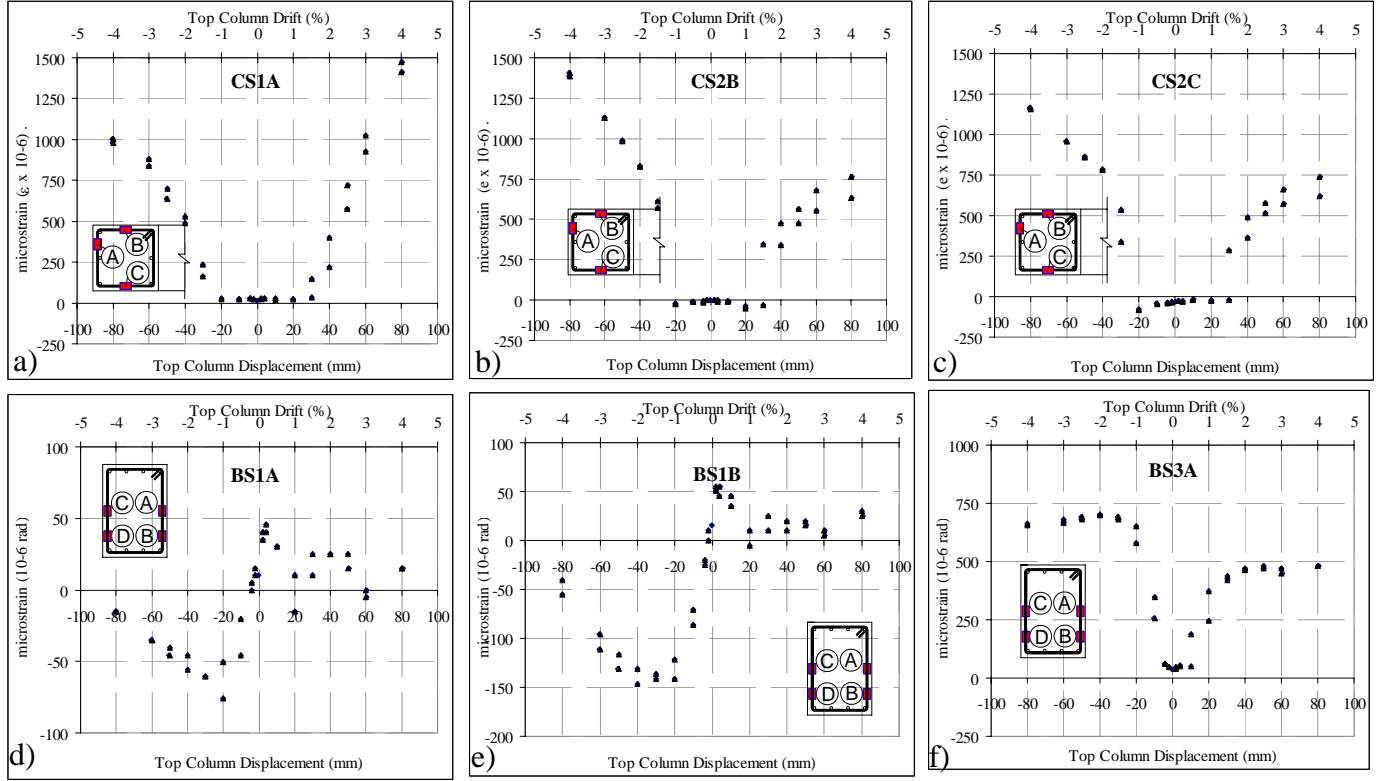 Top Column Drift (%)
-5 -4 -3 -2 -1 0 1 2 3 4 5
1500
1250
1000
750
500
250
0
-250
-100 -80 -60 -40 -20 0 20 40 60 80 100
microstrain (ε x 10-6) .
CS1A
A
B
C
a)
Top Column Displacement (mm)
Top Column Drift (%)
-5 -4 -3 -2 -1 0 1 2 3 4 5
1500
1250
1000
750
500
250
0
-250
-100 -80 -60 -40 -20 0 20 40 60 80 100
microstrain (e x 10-6) .
CS2B
A
B
C
b)
Top Column Displacement (mm)
Top Column Drift (%)
-5 -4 -3 -2 -1 0 1 2 3 4 5
1500
1250
1000
750
500
250
0
-250
-100 -80 -60 -40 -20 0 20 40 60 80 100
microstrain (e x 10-6) .
CS2C
A
B
C
c)
Top Column Displacement (mm)
Top Column Drift (%)
-5 -4 -3 -2 -1 0 1 2 3 4 5
100
50
0
-50
-100
-100 -80 -60 -40 -20 0 20 40 60 80 100
microstrain (10-6 rad) .
BS1A
C A
D B
d)
Top Column Displacement (mm)
Top Column Drift (%)
-5 -4 -3 -2 -1 0 1 2 3 4 5
100
50
0
-50
-100
-150
-200
-100 -80 -60 -40 -20 0 20 40 60 80 100
microstrain (10-6 rad) .
BS1B
C A
D B
e)
Top Column Displacement (mm)
Top Column Drift (%)
-5 -4 -3 -2 -1 0 1 2 3 4 5
1000
750
500
250
0
-250
-100 -80 -60 -40 -20 0 20 40 60 80 100
microstrain (10-6 rad) .
BS3A
C A
D B
f)
Top Column Displacement (mm)